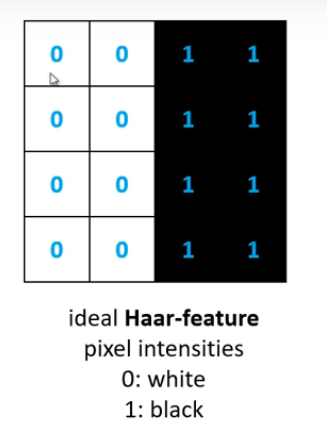 0 0 1 1
0 0 1 1
0 0 1 1
0 0 1 1
ideal Haar-feature
pixel intensities
0: white
1: black